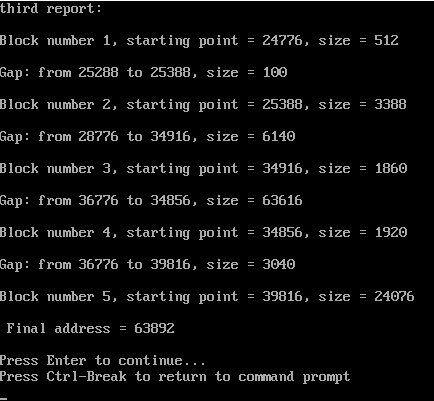 third report:
Block number 1, starting point = 24776, size = 512
Gap: from 25288 to 25388, size = 100
Block number 2, starting point = 25388, size = 3388
Gap: from 28776 to 34916, size = 6140
Block number 3, starting point = 34916, size = 1860
Gap: from 36776 to 34856, size = 63616
Block number 4, starting point = 34856, size = 1920
Gap: from 36776 to 39816, size = 3040
Block number 5, starting point = 39816, size = 24076
Final address = 63892
Press Enter to continue...
Press Ctrl-Break to return to command prompt